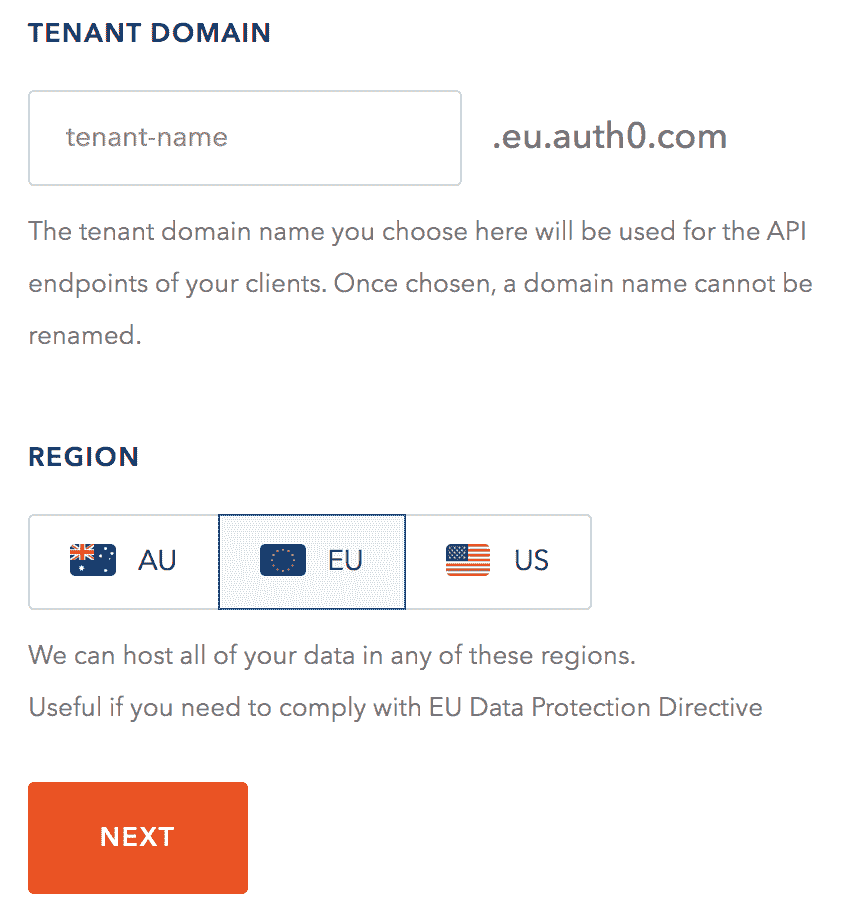 TENANT DOMAIN
tenant-name .eu.auth0.com
The tenant domain name you choose here will be used for the API
endpoints of your clients. Once chosen, a domain name cannot be
renamed.
REGION
AU EU US
We can host all of your data in any of these regions.
Useful if you need to comply with EU Data Protection Directive
NEXT